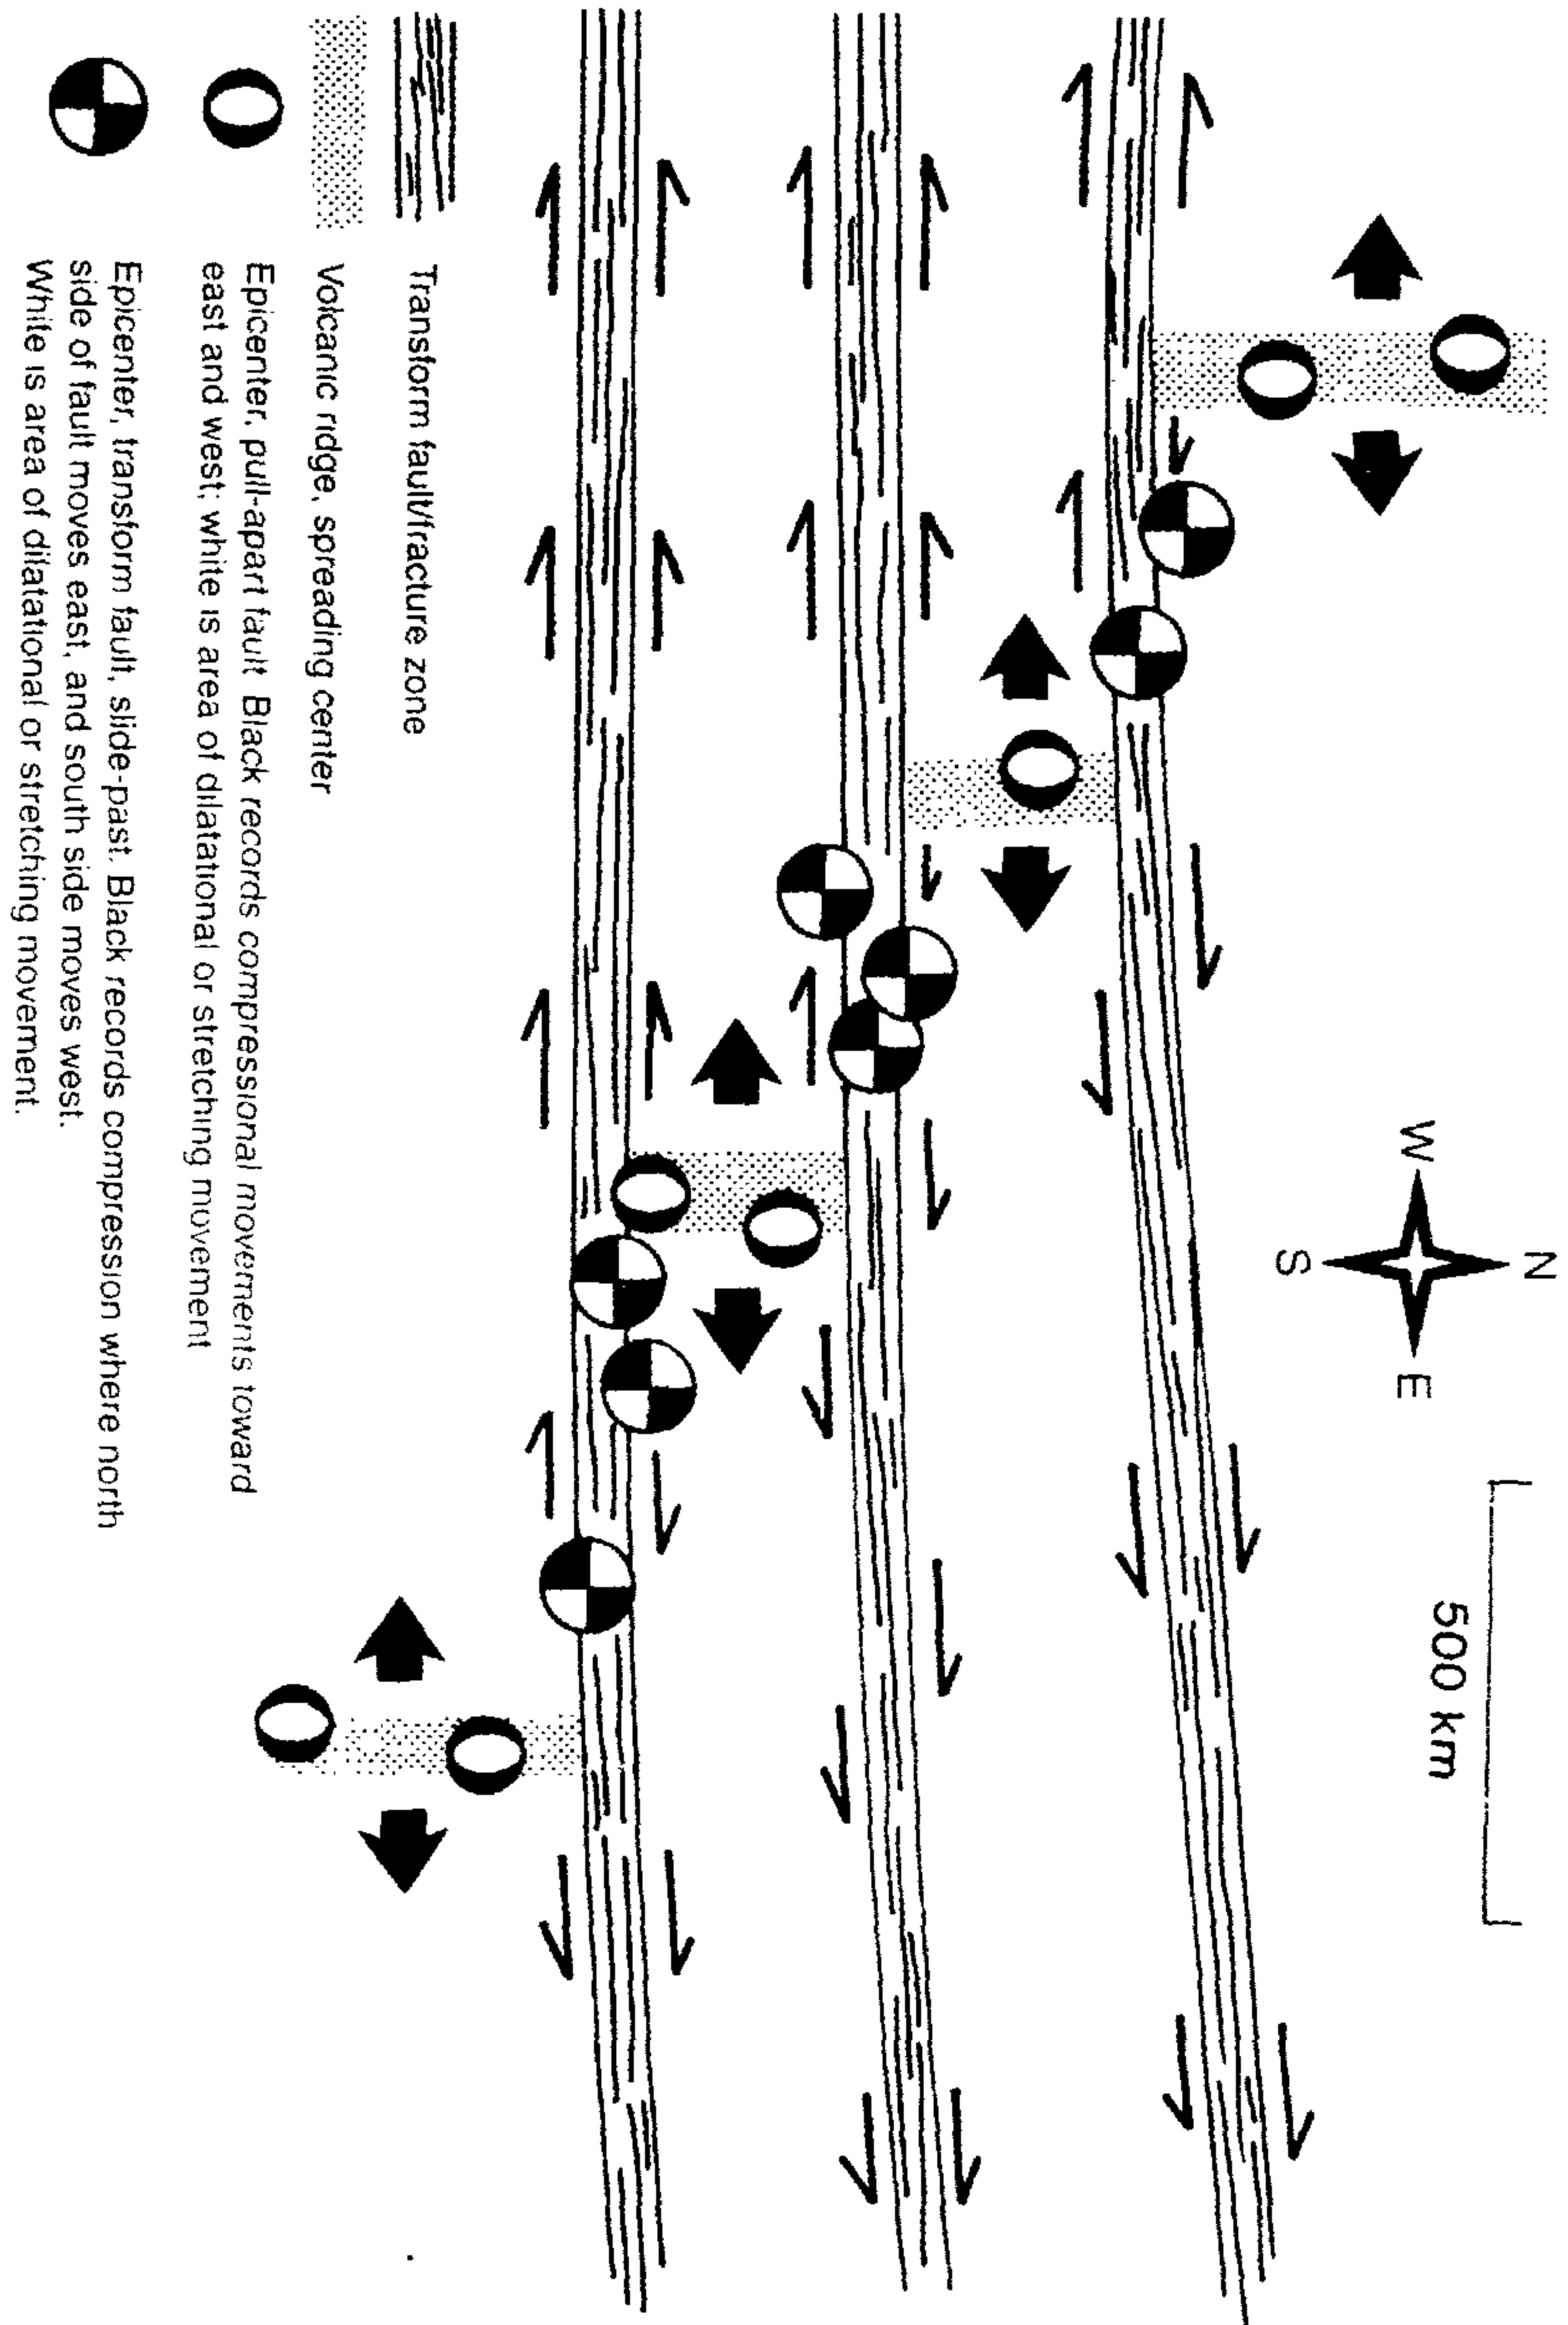 N
W
E
S
500 km
Transform fault/fracture zone
Volcanic ridge, spreading center
Epicenter, pull-apart fault Black records compressional movements toward
east and west; white is area of dilatational or stretching movement
Epicenter, transform fault, slide-past. Black records compression where north
side of fault moves east, and south side moves west.
White is area of dilatational or stretching movement.